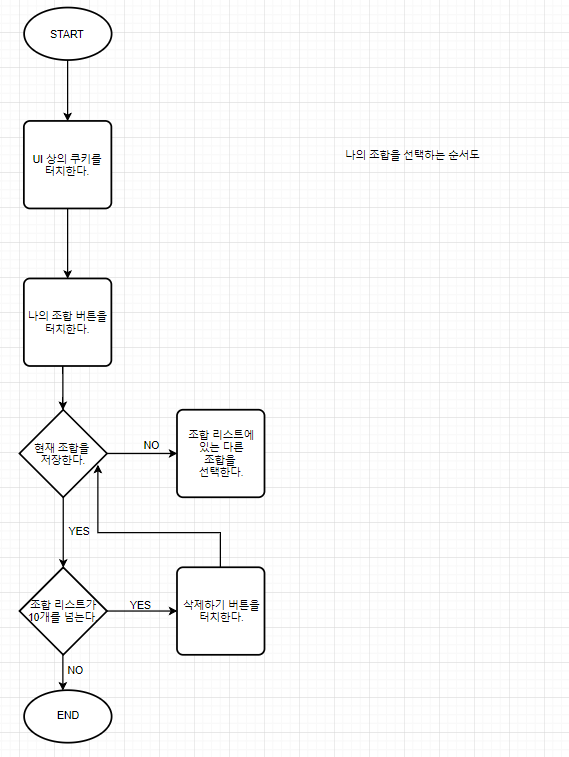 START
UI 상의 쿠키를
터치한다.
나의 조합을 선택하는 순서도
나의 조합 버튼을
터치한다.
현재 조합을
저장한다.
NO
조합 리스트에
있는 다른
조합을
선택한다.
YES
조합 리스트가
10개를 넘는다
YES
삭제하기 버튼을
터치한다.
NO
END